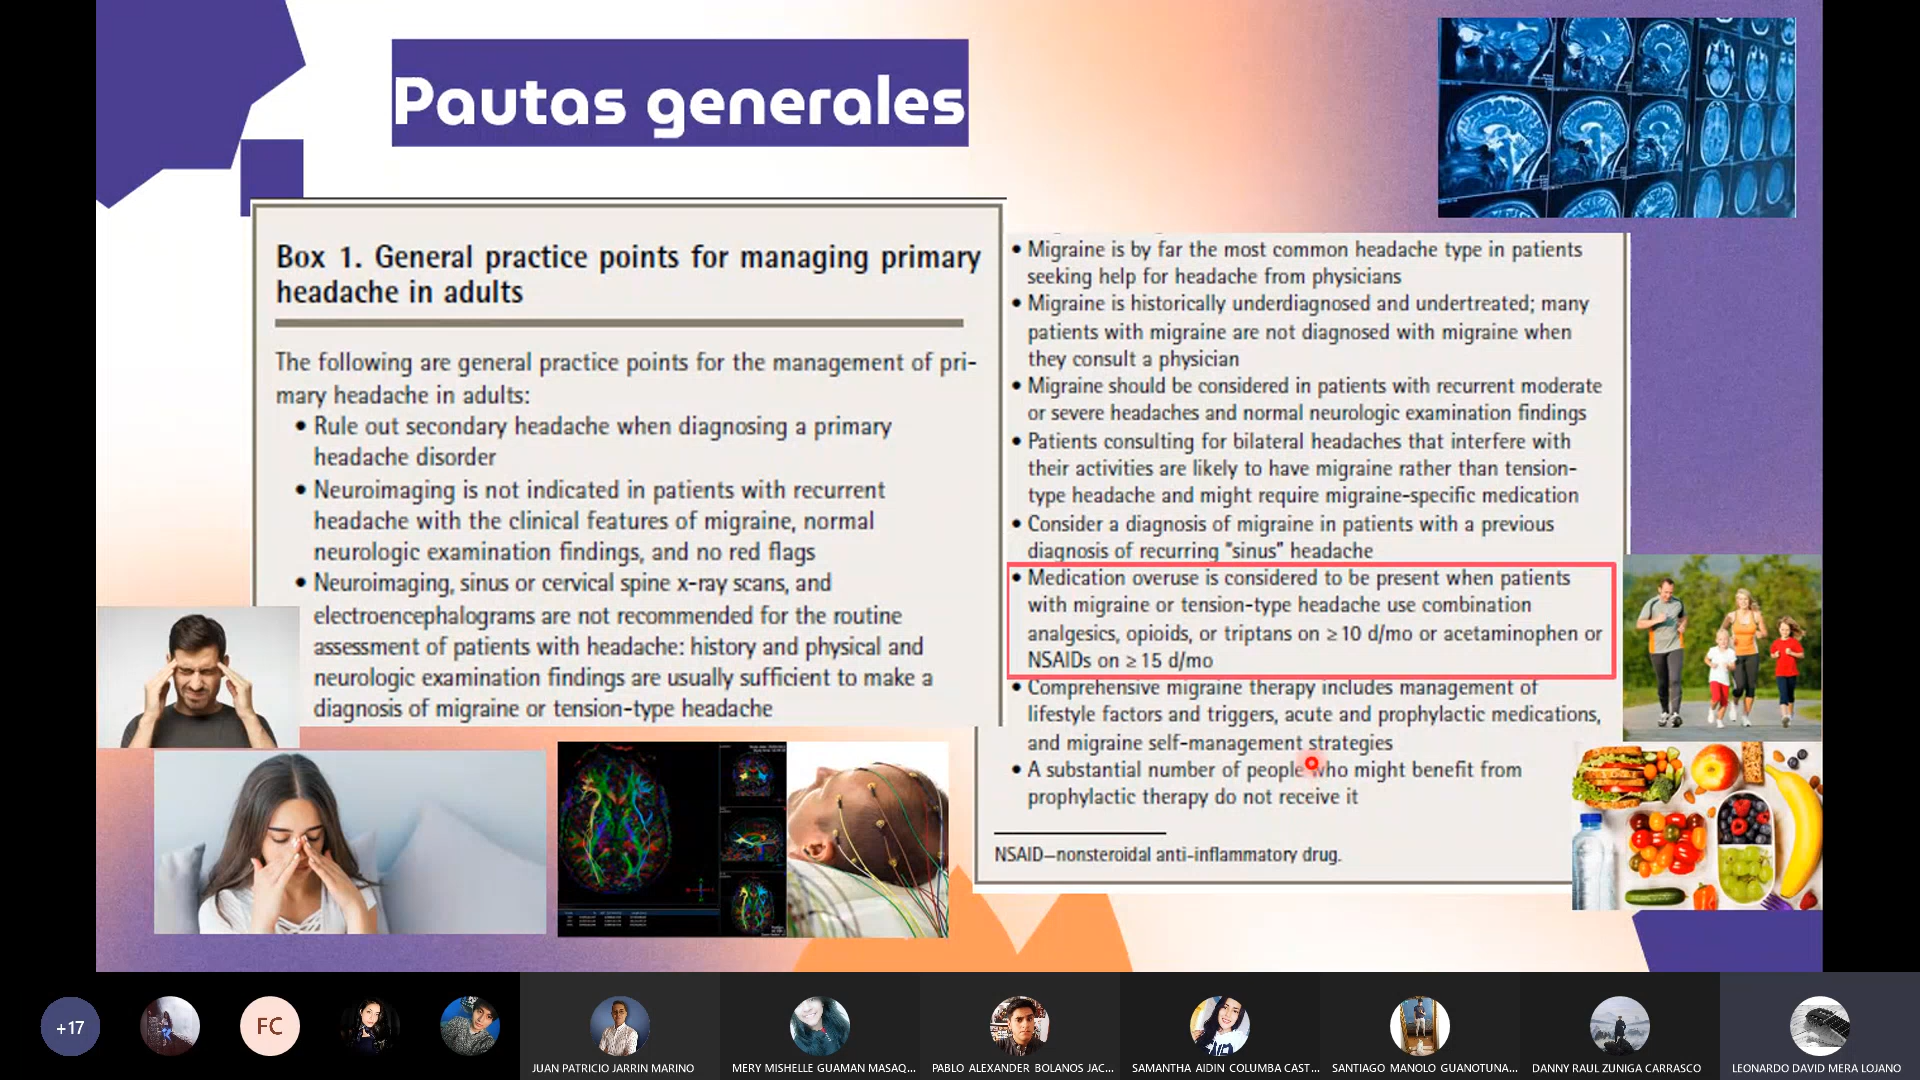 Pautas generales
Box 1. General practice points for managing primary
headache in adults
The following are general practice points for the management of pri-
mary headache in adults:
• Rule out secondary headache when diagnosing a primary
headache disorder
• Neuroimaging is not indicated in patients with recurrent
headache with the clinical features of migraine, normal
neurologic examination findings, and no red flags
• Neuroimaging, sinus or cervical spine x-ray scans, and
electroencephalograms are not recommended for the routine
assessment of patients with headache: history and physical and
neurologic examination findings are usually sufficient to make a
diagnosis of migraine or tension-type headache
• Migraine is by far the most common headache type in patients
seeking help for headache from physicians
• Migraine is historically underdiagnosed and undertreated; many
patients with migraine are not diagnosed with migraine when
they consult a physician
• Migraine should be considered in patients with recurrent moderate
or severe headaches and normal neurologic examination findings
• Patients consulting for bilateral headaches that interfere with
their activities are likely to have migraine rather than tension-
type headache and might require migraine-specific medication
• Consider a diagnosis of migraine in patients with a previous
diagnosis of recurring "sinus" headache
• Medication overuse is considered to be present when patients
with migraine or tension-type headache use combination
analgesics, opioids, or triptans on ≥ 10 d/mo or acetaminophen or
NSAIDs on ≥ 15 d/mo
• Comprehensive migraine therapy includes management of
lifestyle factors and triggers, acute and prophylactic medications,
and migraine self-management strategies
• A substantial number of people who might benefit from
prophylactic therapy do not receive it
NSAID—nonsteroidal anti-inflammatory drug.
+17
FC
JUAN PATRICIO JARRIN MARINO
MERY MISHELLE GUAMAN MASAQ...
PABLO ALEXANDER BOLANOS JAC...
SAMANTHA AIDIN COLUMBA CAST...
SANTIAGO MANOLO GUANOTUNA...
DANNY RAUL ZUNIGA CARRASCO
LEONARDO DAVID MERA LOJANO